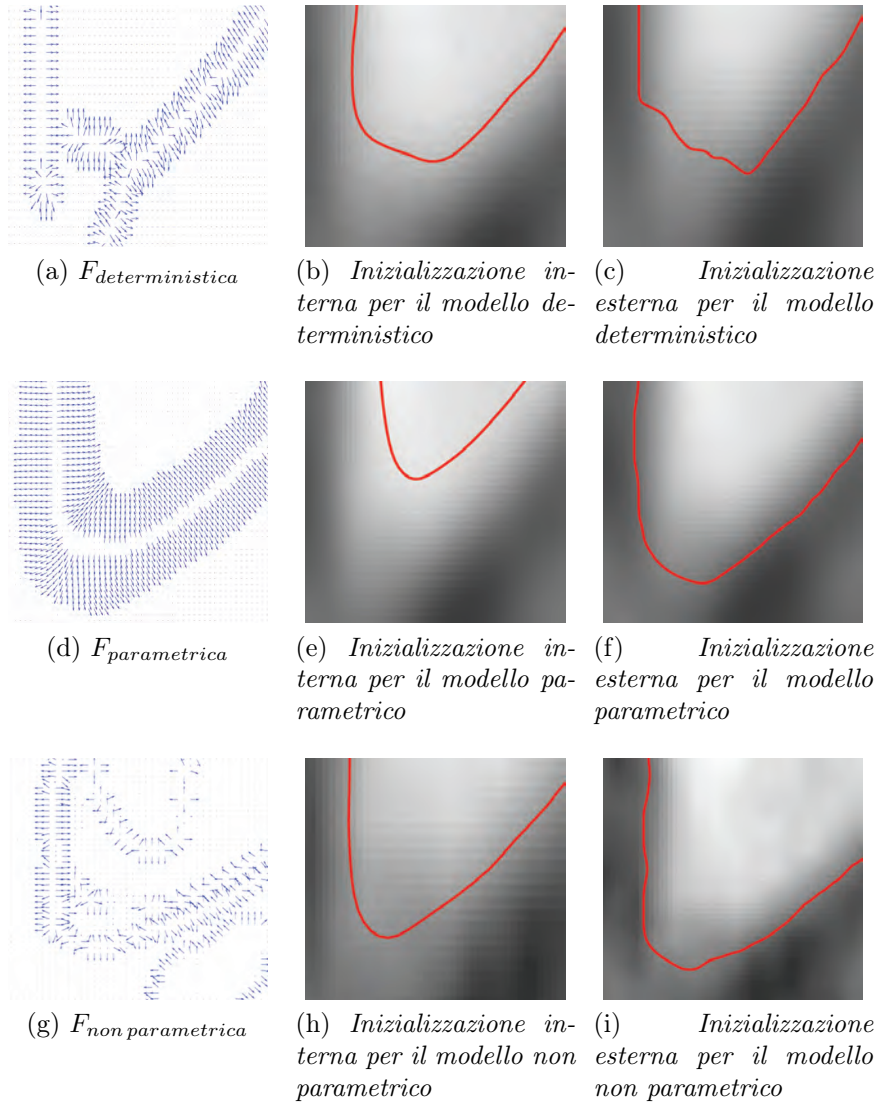 (a) F_deterministica
(b) Inizializzazione in-
terna per il modello de-
terministico
(c) Inizializzazione
esterna per il modello
deterministico
(d) F_parametrica
(e) Inizializzazione in-
terna per il modello pa-
rametrico
(f) Inizializzazione
esterna per il modello
parametrico
(g) F_non parametrica
(h) Inizializzazione in-
terna per il modello non
parametrico
(i) Inizializzazione
esterna per il modello
non parametrico